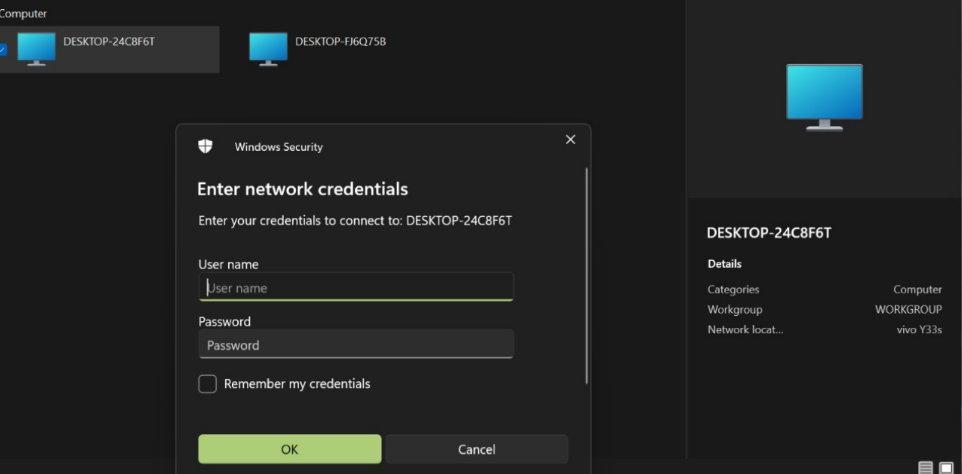 Computer
DESKTOP-24C8F6T
DESKTOP-FJ6Q75B
Windows Security
Enter network credentials
Enter your credentials to connect to: DESKTOP-24C8F6T
User name
User name
Password
Password
Remember my credentials
OK
Cancel
DESKTOP-24C8F6T
Details
Categories Computer
Workgroup WORKGROUP
Network locat... vivo Y33s